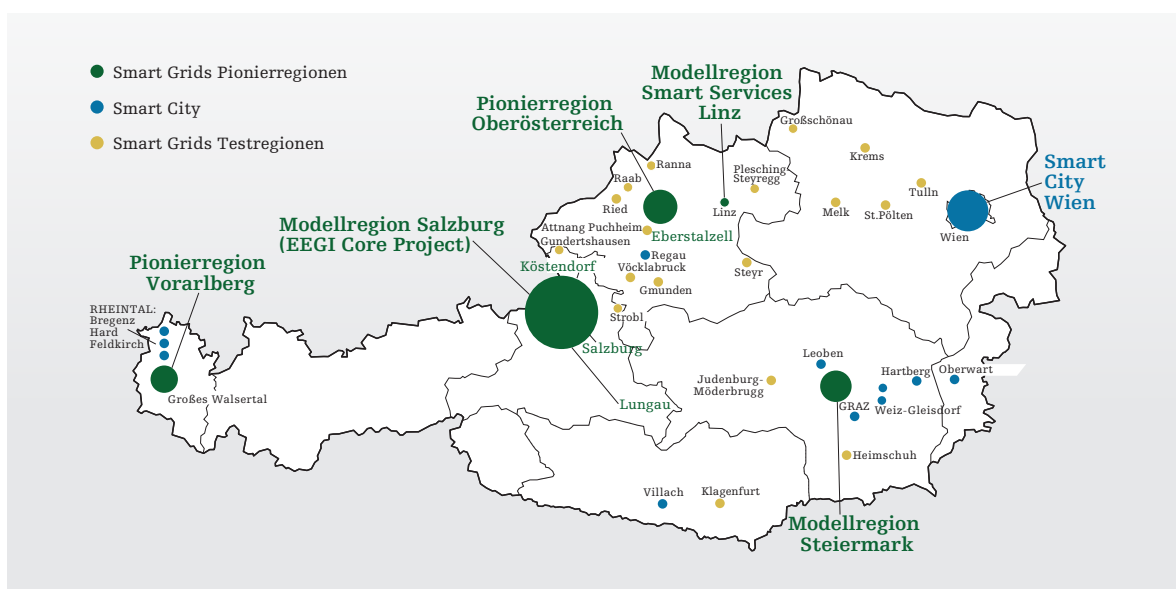 Smart Grids Pionierregionen
Smart City
Smart Grids Testregionen
Modellregion
Smart Services
Linz
Pionierregion
Oberösterreich
Großschönau
Krems
Ranna
Plesching
Steyregg
Raab
Ried
Linz
Tulln
Melk
St.Pölten
Smart
City
Wien
Wien
Modellregion Salzburg
(EEGI Core Project)
Attnang Puchheim
Gundertshausen
Eberstalzell
Regau
Köstendorf
Vöcklabruck
Gmunden
Steyr
Strobl
Pionierregion
Vorarlberg
RHEINTAL:
Bregenz
Hard
Feldkirch
Großes Walsertal
Salzburg
Lungau
Leoben
Judenburg-
Möderbrugg
Hartberg
Oberwart
GRAZ
Weiz-Gleisdorf
Heimschuh
Villach
Klagenfurt
Modellregion
Steiermark